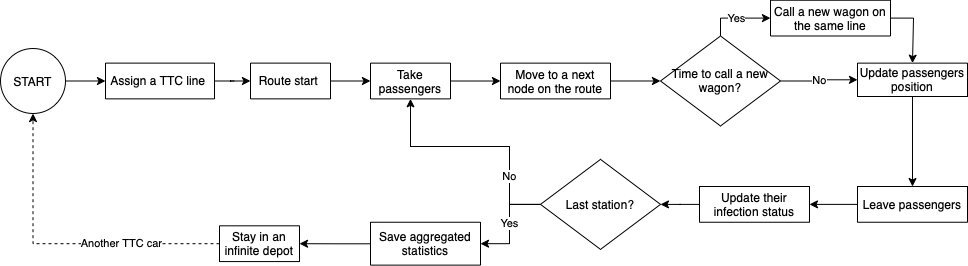 Yes
Call a new wagon on
the same line
START
Assign a TTC line
Route start
Take
passengers
Move to a next
node on the route
Time to call a new
wagon?
No
Update passengers
position
No
Last station?
Update their
infection status
Leave passengers
Yes
Another TTC car
Stay in an
infinite depot
Save aggregated
statistics